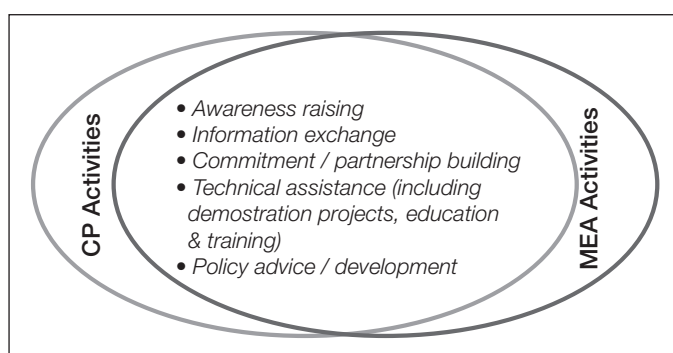 CP Activities
• Awareness raising
• Information exchange
• Commitment / partnership building
• Technical assistance (including
demostration projects, education
& training)
• Policy advice / development
MEA Activities